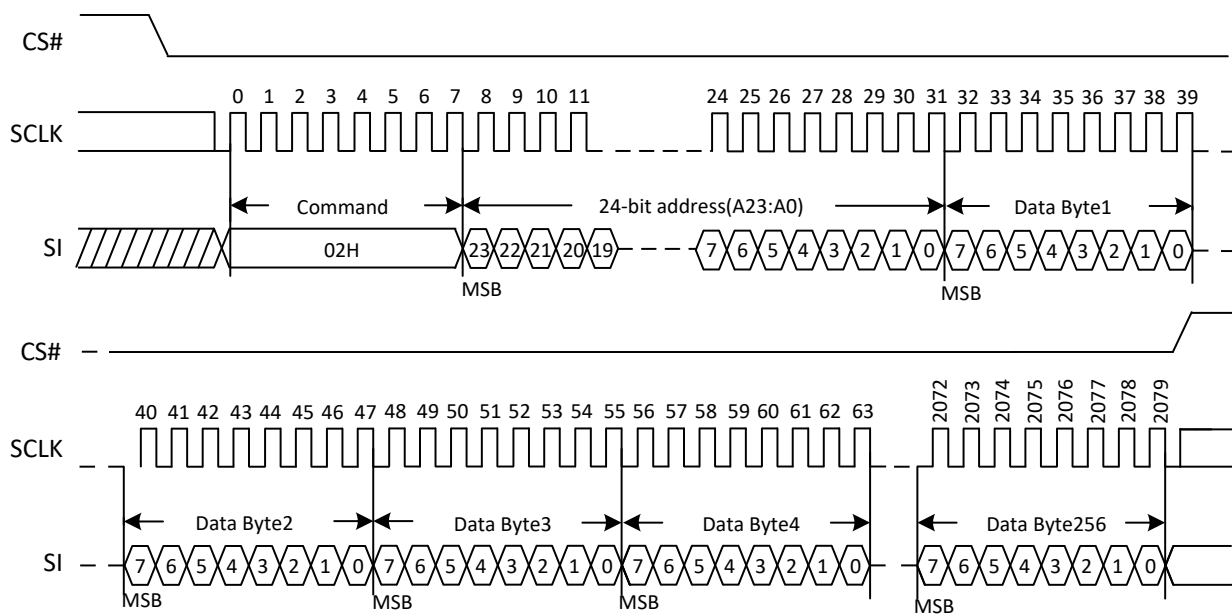 CS#
0 1 2 3 4 5 6 7 8 9 10 11 24 25 26 27 28 29 30 31 32 33 34 35 36 37 38 39
SCLK
Command 24-bit address(A23:A0) Data Byte1
SI 02H 23 22 21 20 19 7 6 5 4 3 2 1 0 7 6 5 4 3 2 1 0
MSB MSB
CS#
40 41 42 43 44 45 46 47 48 49 50 51 52 53 54 55 56 57 58 59 60 61 62 63 2072 2073 2074 2075 2076 2077 2078 2079
SCLK
Data Byte2 Data Byte3 Data Byte4 Data Byte256
SI 7 6 5 4 3 2 1 0 7 6 5 4 3 2 1 0 7 6 5 4 3 2 1 0 7 6 5 4 3 2 1 0
MSB MSB MSB MSB